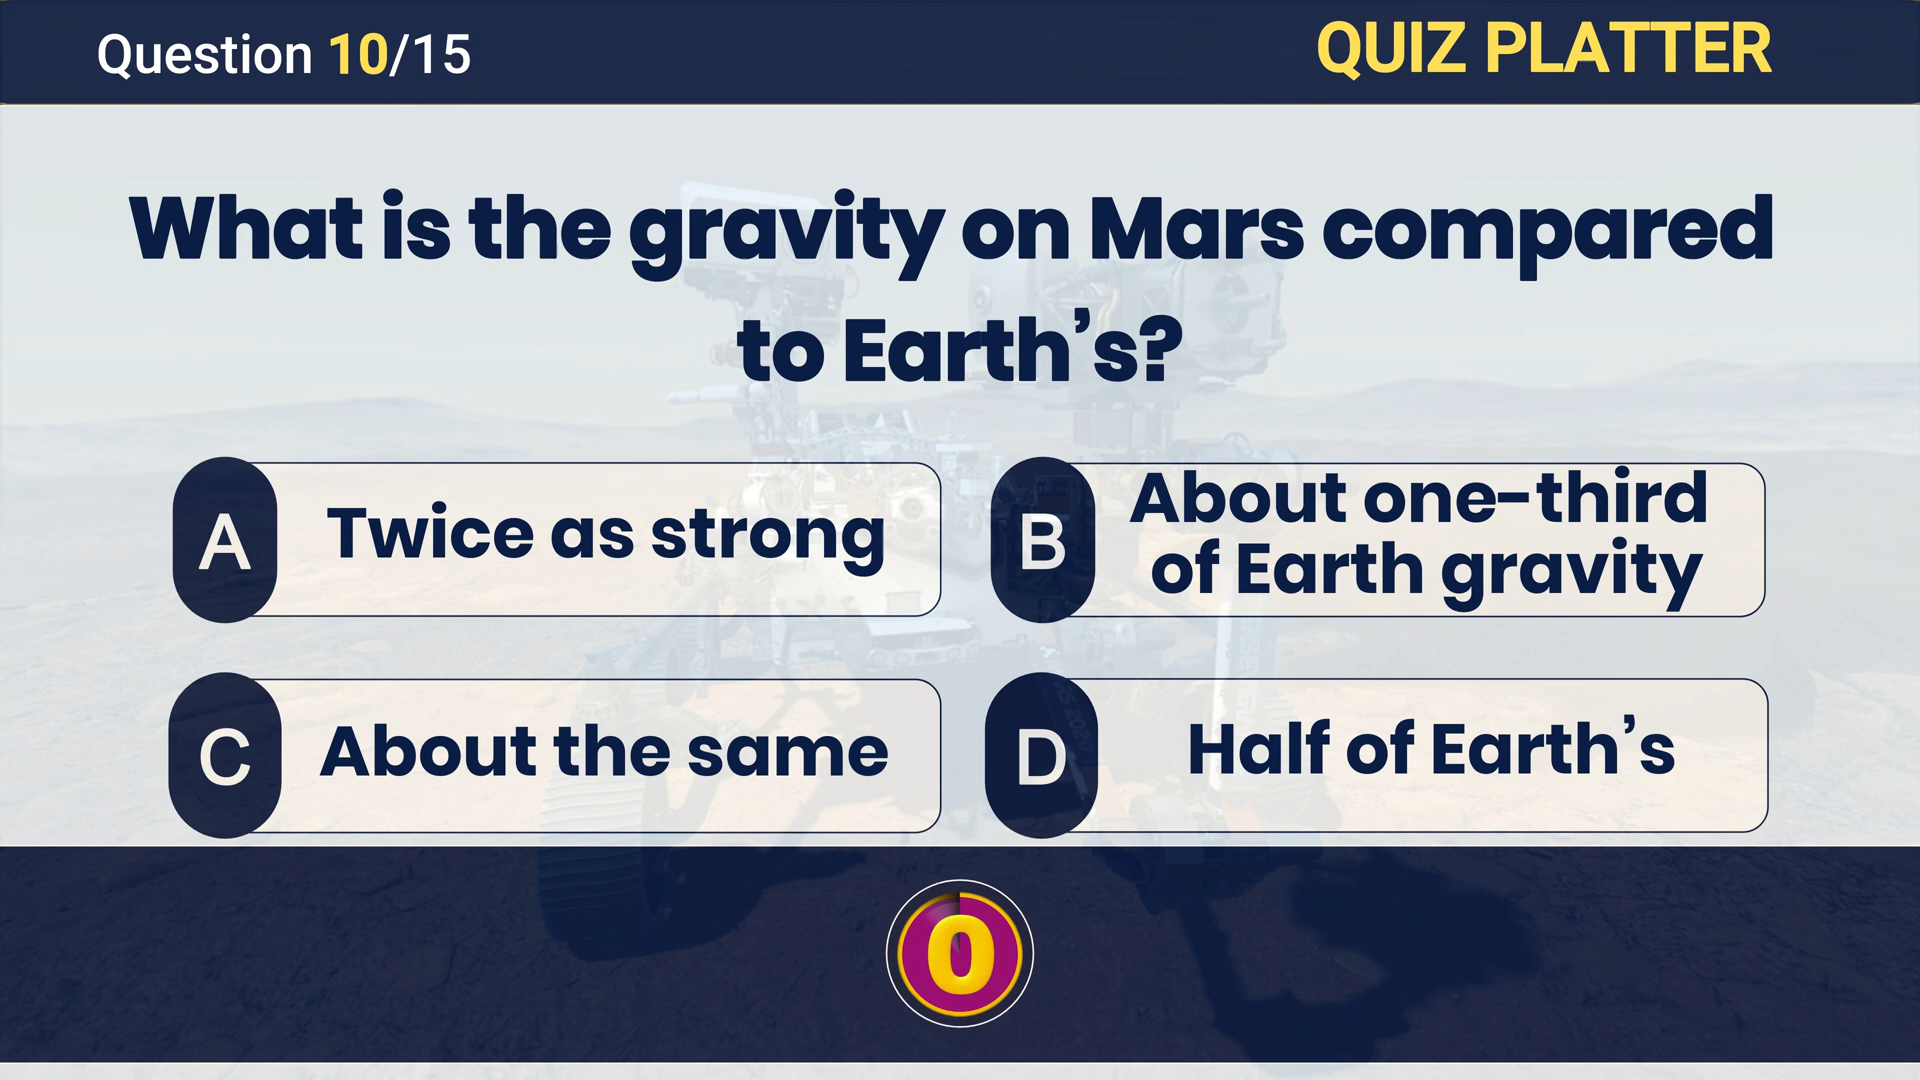 Question 10/15
QUIZ PLATTER
What is the gravity on Mars compared
to Earth’s?
A
Twice as strong
B
About one-third
of Earth gravity
C
About the same
D
Half of Earth’s
0